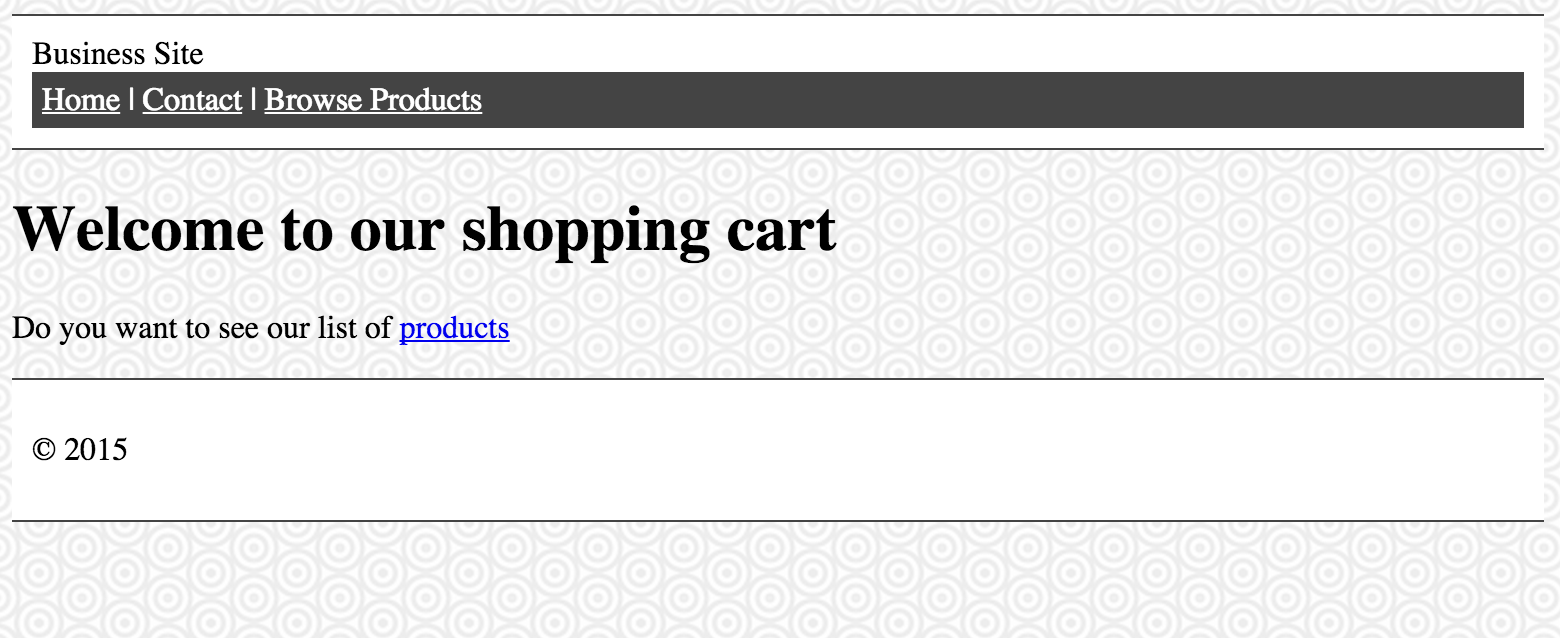 Business Site
Home | Contact | Browse Products
Welcome to our shopping cart
Do you want to see our list of products
© 2015